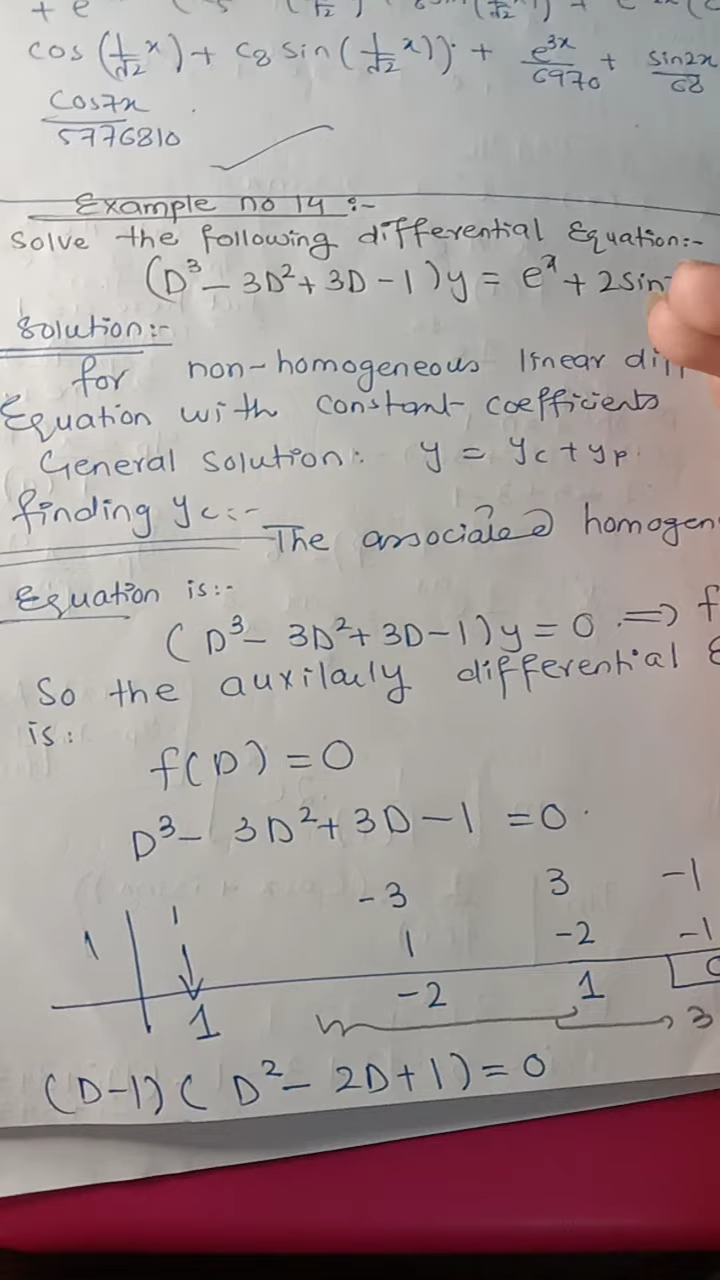 cos (1/√2 x) + C8 sin (1/√2 x)) + e^3x/6970 + sin2x/68
cos7x/5776810
Example no 14 :-
Solve the following differential Equation:-
(D³ - 3D² + 3D - 1)y = e^x + 2sin
Solution:-
for non-homogeneous linear diff
Equation with constant coefficients
General solution: y = yc + yp.
finding yc:-
The associated homogen
Equation is:-
(D³ - 3D² + 3D - 1)y = 0 => f
So the auxilauly differential E
is:
f(D) = 0
D³ - 3D² + 3D - 1 = 0
1 1 -3 3 -1
1 -2 -1
1 -2 1
3
(D-1)(D² - 2D + 1) = 0